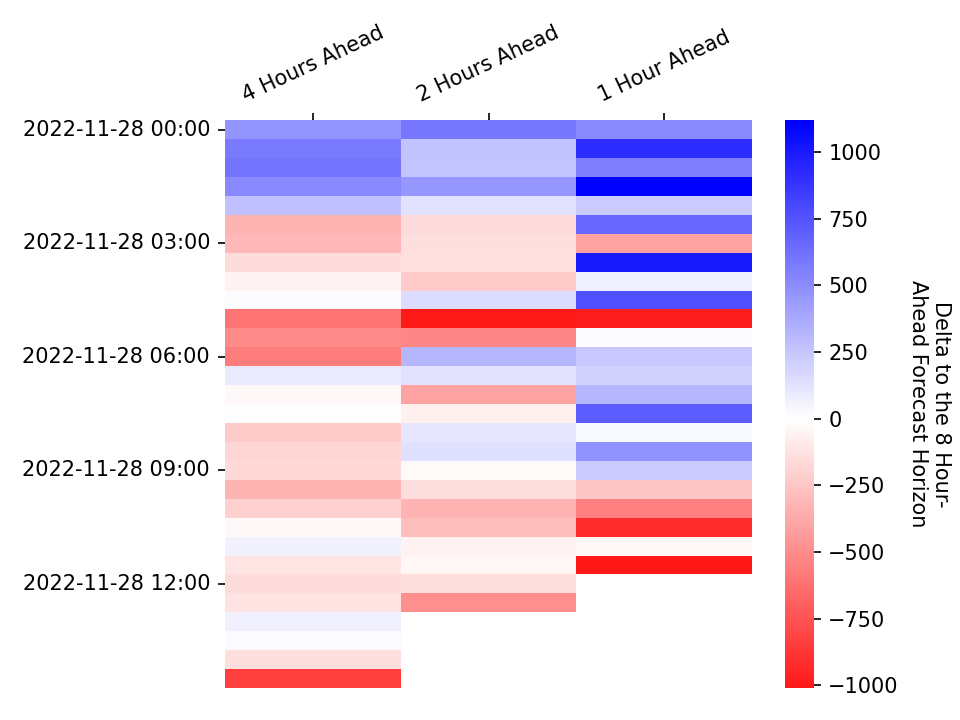 4 Hours Ahead
2 Hours Ahead
1 Hour Ahead
2022-11-28 00:00
2022-11-28 03:00
2022-11-28 06:00
2022-11-28 09:00
2022-11-28 12:00
1000
750
500
250
0
−250
−500
−750
−1000
Delta to the 8 Hour-
Ahead Forecast Horizon